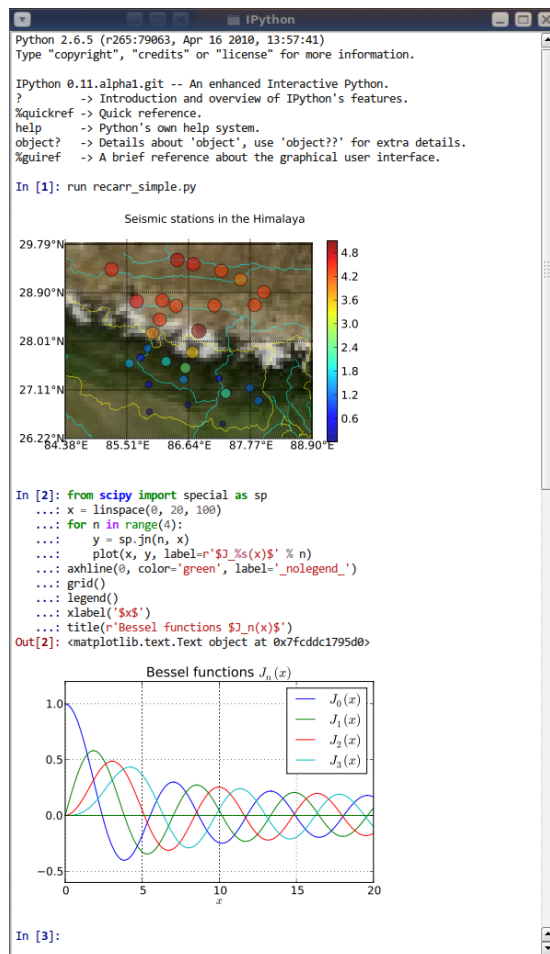 IPython
Python 2.6.5 (r265:79063, Apr 16 2010, 13:57:41)
Type "copyright", "credits" or "license" for more information.
IPython 0.11.alpha1.git -- An enhanced Interactive Python.
? -> Introduction and overview of IPython's features.
%quickref -> Quick reference.
help -> Python's own help system.
object? -> Details about 'object', use 'object??' for extra details.
%guiref -> A brief reference about the graphical user interface.
In [1]: run recarr_simple.py
Seismic stations in the Himalaya
29.79°N
28.90°N
28.01°N
27.11°N
26.22°N
84.38°E 85.51°E 86.64°E 87.77°E 88.90°E
4.8
4.2
3.6
3.0
2.4
1.8
1.2
0.6
In [2]: from scipy import special as sp
...: x = linspace(0, 20, 100)
...: for n in range(4):
...: y = sp.jn(n, x)
...: plot(x, y, label=r'$J_%s(x)$' % n)
...: axhline(0, color='green', label='_nolegend_')
...: grid()
...: legend()
...: xlabel('$x$')
...: title(r'Bessel functions $J_n(x)$')
Out[2]: <matplotlib.text.Text object at 0x7fcddc1795d0>
Bessel functions J_n(x)
1.0
0.5
0.0
−0.5
J_0(x)
J_1(x)
J_2(x)
J_3(x)
0 5 10 15 20
x
In [3]: